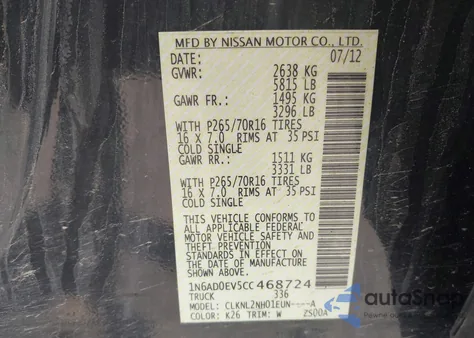 MFD BY NISSAN MOTOR CO., LTD.
DATE: 07/12
GVWR: 2638 KG
5815 LB
GAWR FR.: 1495 KG
3296 LB
WITH P265/70R16 TIRES
16 X 7.0 RIMS AT 35 PSI
COLD SINGLE
GAWR RR.: 1511 KG
3331 LB
WITH P265/70R16 TIRES
16 X 7.0 RIMS AT 35 PSI
COLD SINGLE
THIS VEHICLE CONFORMS TO
ALL APPLICABLE FEDERAL
MOTOR VEHICLE SAFETY AND
THEFT PREVENTION
STANDARDS IN EFFECT ON
THE DATE OF MANUFACTURE
SHOWN ABOVE.
1N6AD0EV5CC468724
TRUCK 336
MODEL: CLKNL2NH01EUN----A
COLOR: K26 TRIM: W 2S00A
autoSnap